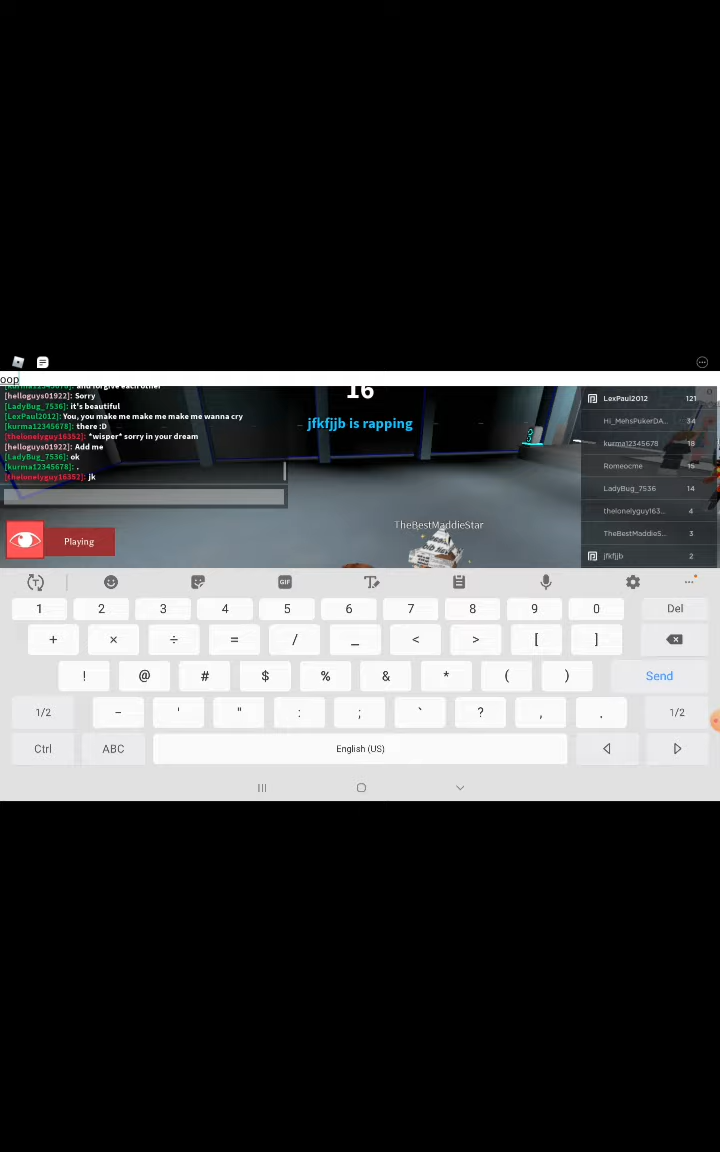 oop
[kurma12345678]: and forgive each other
[helloguys01922]: Sorry
[LadyBug_7536]: it's beautiful
[LexPaul2012]: You, you make me make me make me wanna cry
[kurma12345678]: there :D
[thelonelyguy16352]: *wisper* sorry in your dream
[helloguys01922]: Add me
[LadyBug_7536]: ok
[kurma12345678]: .
[thelonelyguy16352]: jk
Playing
16
jfkfjjb is rapping
TheBestMaddieStar
LexPaul2012 121
Hi_MehsPukerDA... 34
kurma12345678 18
Romeocme 15
LadyBug_7536 14
thelonelyguy163... 4
TheBestMaddieS... 3
jfkfjjb 2
GIF
1 2 3 4 5 6 7 8 9 0 Del
+ × ÷ = / _ < > [ ]
! @ # $ % & * ( ) Send
1/2 - ' " : ; ` ? , . 1/2
Ctrl ABC English (US)